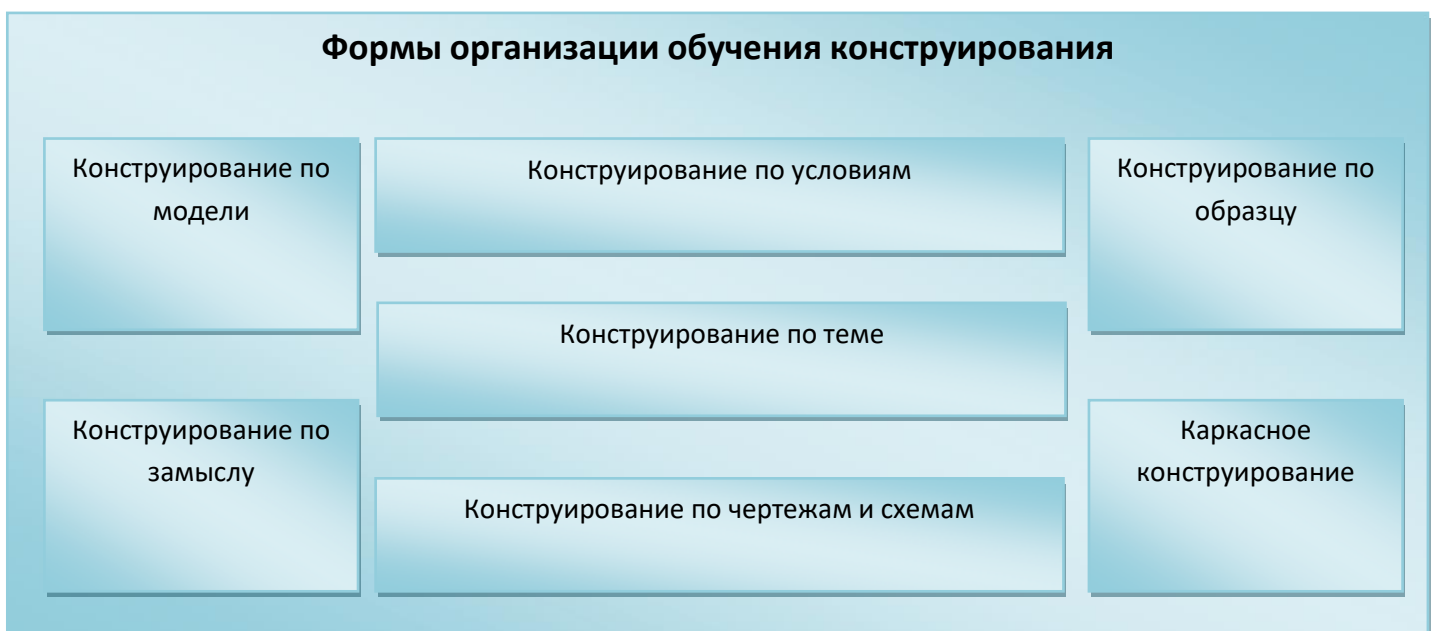 Формы организации обучения конструирования
Конструирование по
модели
Конструирование по условиям
Конструирование по
образцу
Конструирование по теме
Конструирование по
замыслу
Каркасное
конструирование
Конструирование по чертежам и схемам